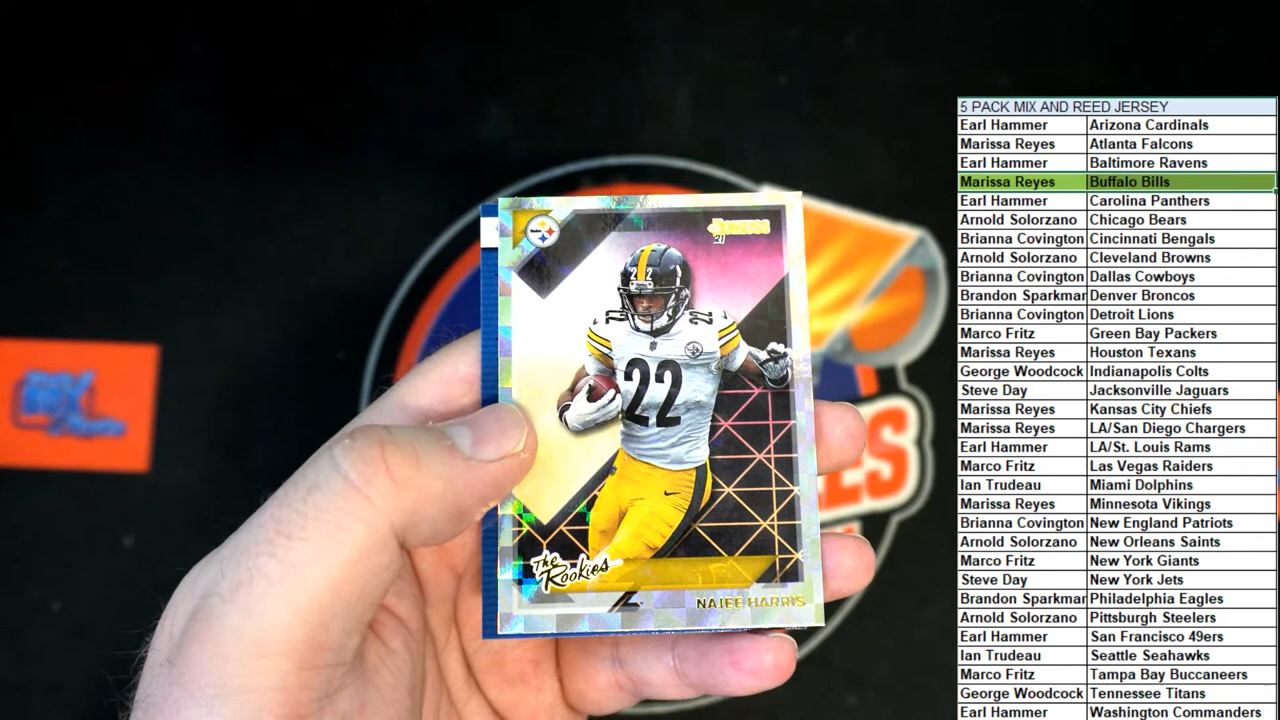 22
22
22
22
The
Rookies
NAJEE HARRIS
5 PACK MIX AND REED JERSEY
Earl Hammer Arizona Cardinals
Marissa Reyes Atlanta Falcons
Earl Hammer Baltimore Ravens
Marissa Reyes Buffalo Bills
Earl Hammer Carolina Panthers
Arnold Solorzano Chicago Bears
Brianna Covington Cincinnati Bengals
Arnold Solorzano Cleveland Browns
Brianna Covington Dallas Cowboys
Brandon Sparkmar Denver Broncos
Brianna Covington Detroit Lions
Marco Fritz Green Bay Packers
Marissa Reyes Houston Texans
George Woodcock Indianapolis Colts
Steve Day Jacksonville Jaguars
Marissa Reyes Kansas City Chiefs
Marissa Reyes LA/San Diego Chargers
Earl Hammer LA/St. Louis Rams
Marco Fritz Las Vegas Raiders
Ian Trudeau Miami Dolphins
Marissa Reyes Minnesota Vikings
Brianna Covington New England Patriots
Arnold Solorzano New Orleans Saints
Marco Fritz New York Giants
Steve Day New York Jets
Brandon Sparkmar Philadelphia Eagles
Arnold Solorzano Pittsburgh Steelers
Earl Hammer San Francisco 49ers
Ian Trudeau Seattle Seahawks
Marco Fritz Tampa Bay Buccaneers
George Woodcock Tennessee Titans
Earl Hammer Washington Commanders